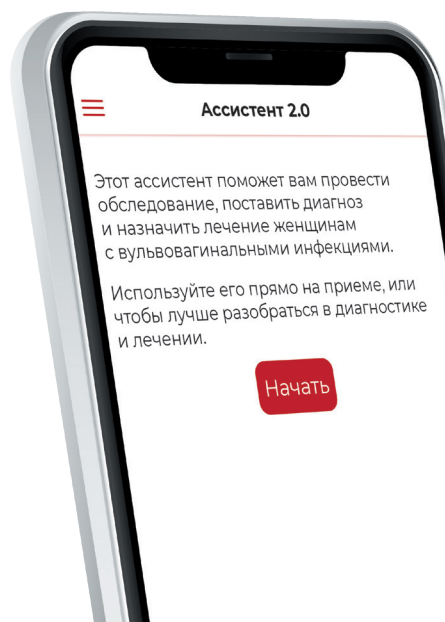 Ассистент 2.0
Этот ассистент поможет вам провести
обследование, поставить диагноз
и назначить лечение женщинам
с вульвовагинальными инфекциями.
Используйте его прямо на приеме, или
чтобы лучше разобраться в диагностике
и лечении.
Начать